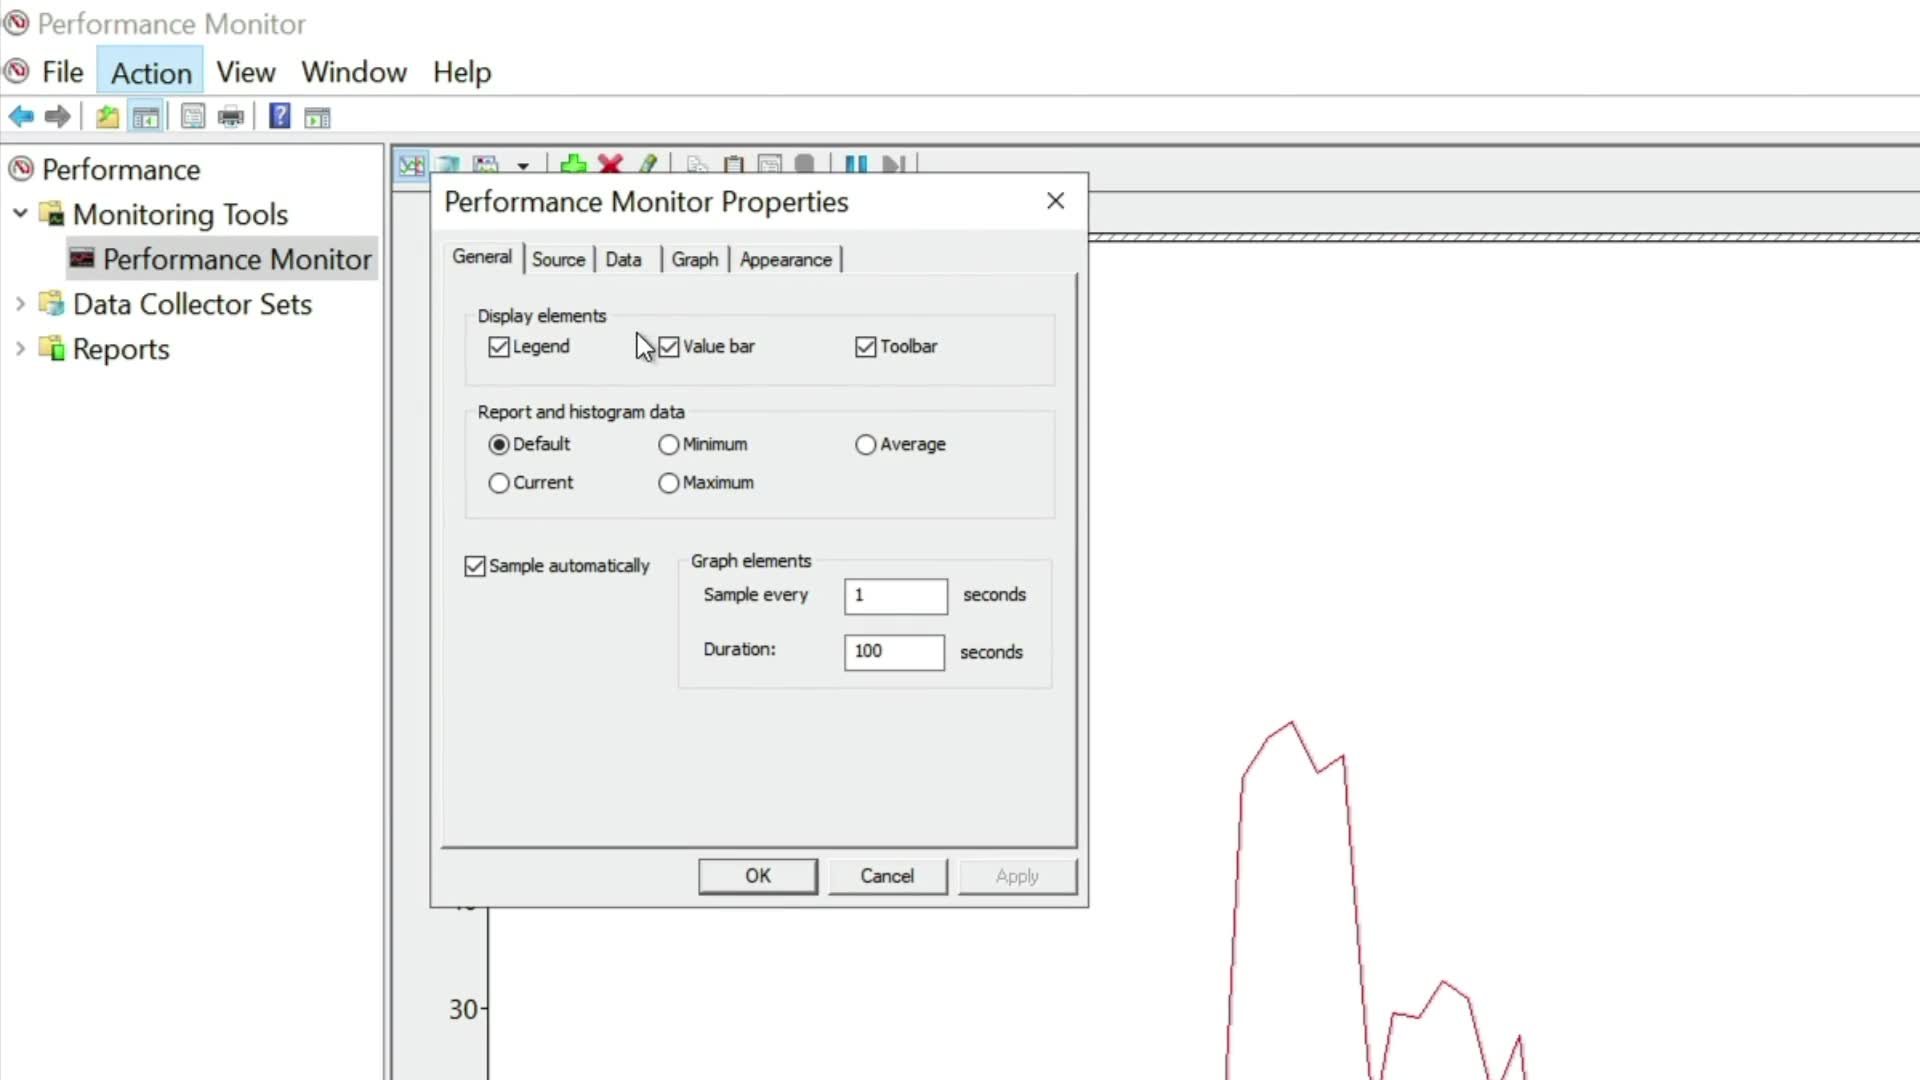 Performance Monitor
File Action View Window Help
Performance
Monitoring Tools
Performance Monitor
Data Collector Sets
Reports
Performance Monitor Properties
General Source Data Graph Appearance
Display elements
Legend Value bar Toolbar
Report and histogram data
Default Minimum Average
Current Maximum
Sample automatically
Graph elements
Sample every 1 seconds
Duration: 100 seconds
OK Cancel Apply
30